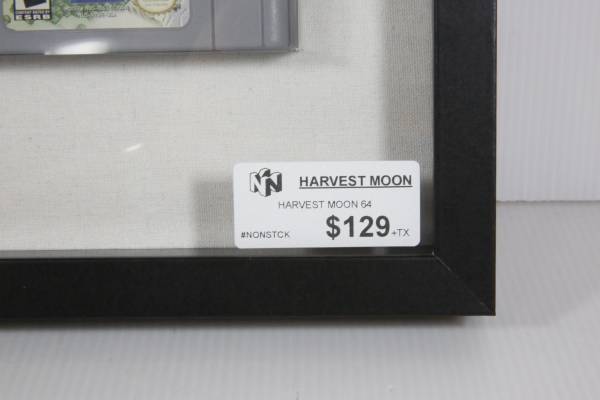 E
ESRB
HARVEST MOON
HARVEST MOON 64
#NONSTCK $129 +TX